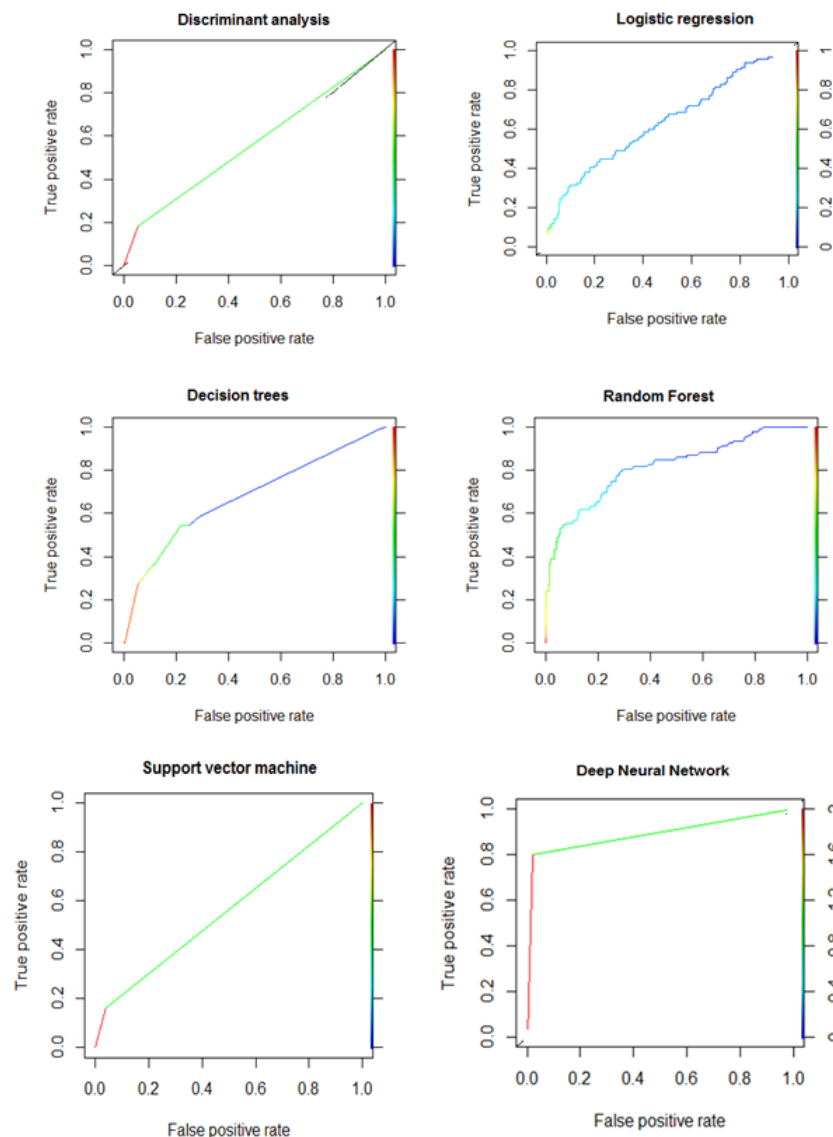 Discriminant analysis
True positive rate
0.0 0.2 0.4 0.6 0.8 1.0
0.0 0.2 0.4 0.6 0.8 1.0
False positive rate
Logistic regression
True positive rate
0.0 0.2 0.4 0.6 0.8 1.0
0 0.2 0.4 0.6 0.8 1
0.0 0.2 0.4 0.6 0.8 1.0
False positive rate
Decision trees
True positive rate
0.0 0.2 0.4 0.6 0.8 1.0
0.0 0.2 0.4 0.6 0.8 1.0
False positive rate
Random Forest
True positive rate
0.0 0.2 0.4 0.6 0.8 1.0
0.0 0.2 0.4 0.6 0.8 1.0
False positive rate
Support vector machine
True positive rate
0.0 0.2 0.4 0.6 0.8 1.0
0.0 0.2 0.4 0.6 0.8 1.0
False positive rate
Deep Neural Network
True positive rate
0.0 0.2 0.4 0.6 0.8 1.0
0.4 0.8 1.2 1.6
0.0 0.2 0.4 0.6 0.8 1.0
False positive rate